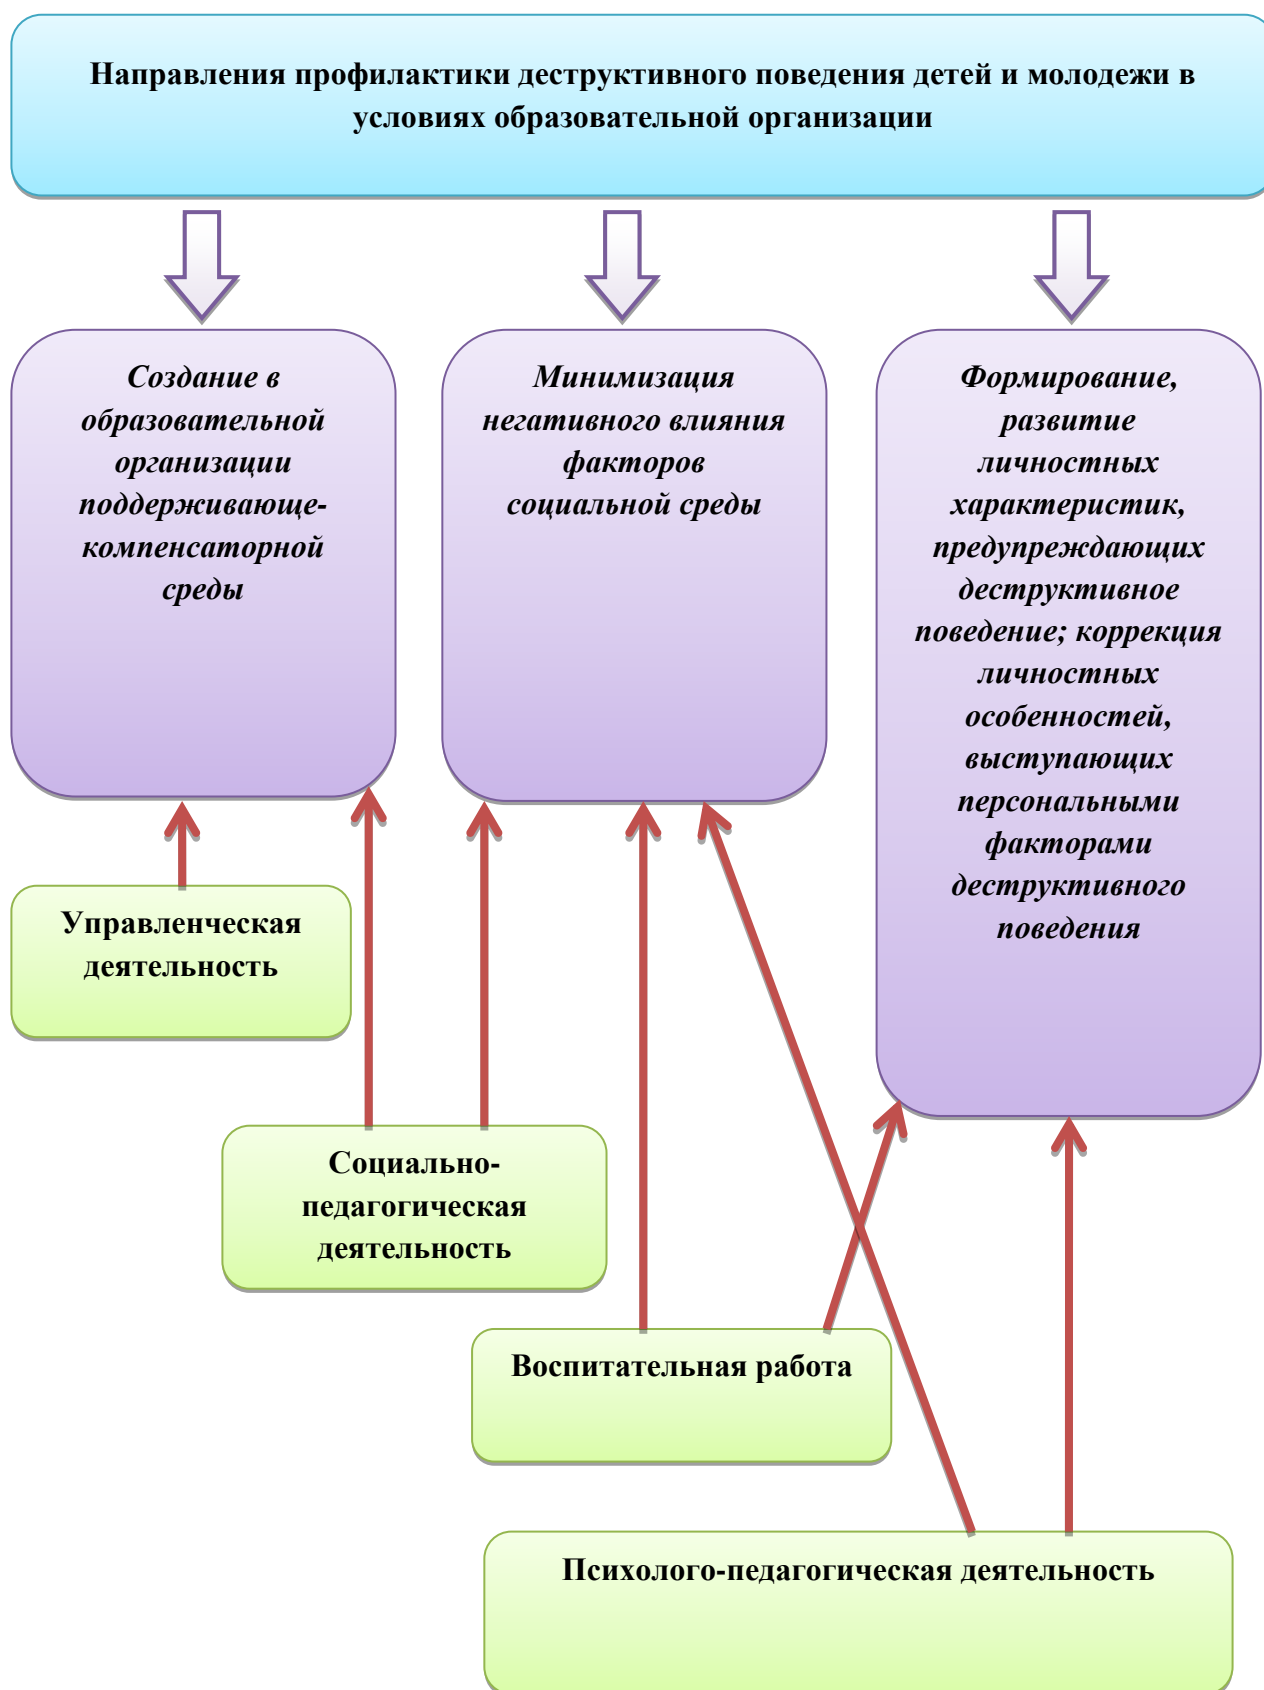 Направления профилактики деструктивного поведения детей и молодежи в
условиях образовательной организации
Создание в
образовательной
организации
поддерживающе-
компенсаторной
среды
Минимизация
негативного влияния
факторов
социальной среды
Формирование,
развитие
личностных
характеристик,
предупреждающих
деструктивное
поведение; коррекция
личностных
особенностей,
выступающих
персональными
факторами
деструктивного
поведения
Управленческая
деятельность
Социально-
педагогическая
деятельность
Воспитательная работа
Психолого-педагогическая деятельность